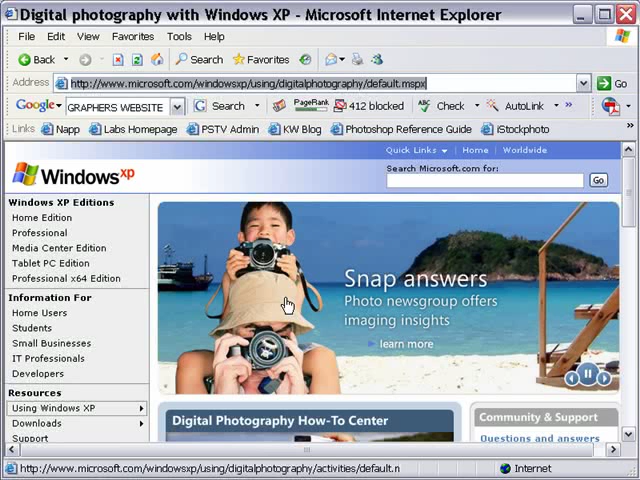 Digital photography with Windows XP - Microsoft Internet Explorer
File Edit View Favorites Tools Help
Back Search Favorites
Address http://www.microsoft.com/windowsxp/using/digitalphotography/default.mspx Go
Google GRAPHERS WEBSITE Search PageRank 412 blocked Check AutoLink »
Links Napp Labs Homepage PSTV Admin KW Blog Photoshop Reference Guide iStockphoto
Quick Links | Home | Worldwide
Windows xp
Search Microsoft.com for:
Go
Windows XP Editions
Home Edition
Professional
Media Center Edition
Tablet PC Edition
Professional x64 Edition
Information For
Home Users
Students
Small Businesses
IT Professionals
Developers
Resources
Using Windows XP
Downloads
Support
Snap answers
Photo newsgroup offers
imaging insights
learn more
Digital Photography How-To Center
Community & Support
Questions and answers
http://www.microsoft.com/windowsxp/using/digitalphotography/activities/default.n Internet